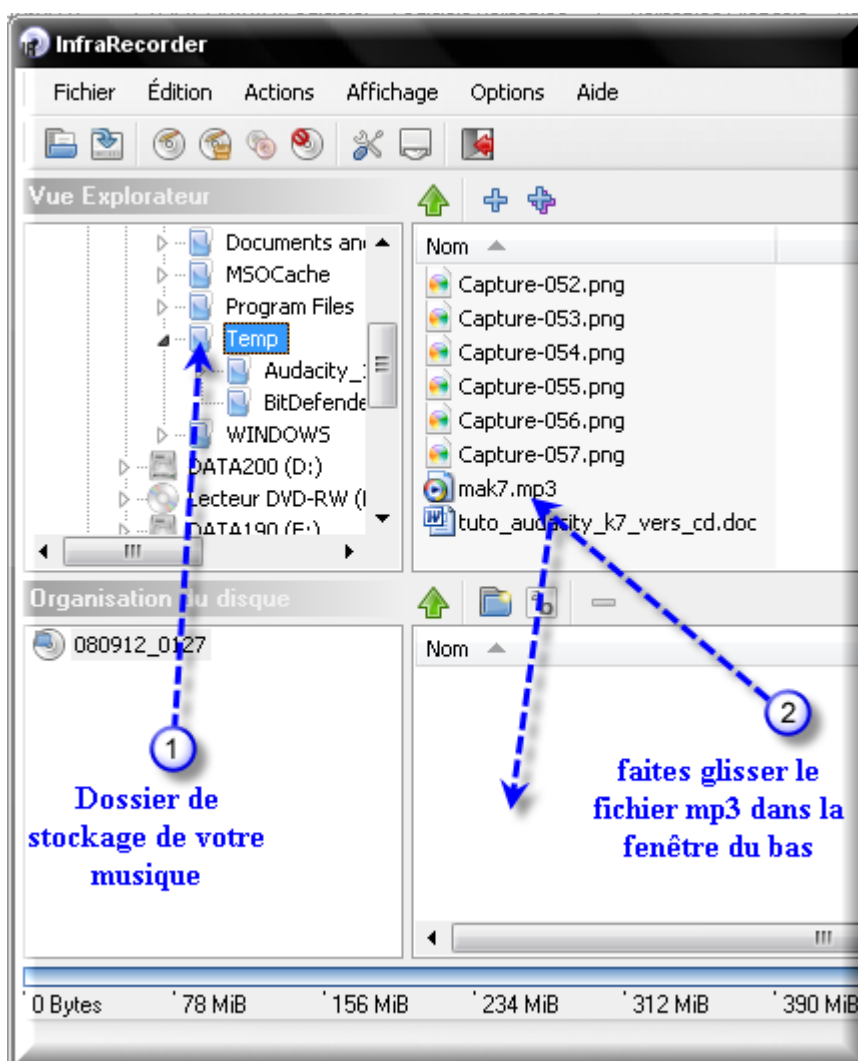 InfraRecorder
Fichier Édition Actions Affichage Options Aide
Vue Explorateur
Documents an
MSOCache
Program Files
Temp
Audacity_
BitDefende
WINDOWS
DATA200 (D:)
Lecteur DVD-RW (
DATA190 (E:)
Nom
Capture-052.png
Capture-053.png
Capture-054.png
Capture-055.png
Capture-056.png
Capture-057.png
mak7.mp3
tuto_audacity_k7_vers_cd.doc
Organisation du disque
080912_0127
Nom
1
Dossier de
stockage de votre
musique
2
faites glisser le
fichier mp3 dans la
fenêtre du bas
0 Bytes 78 MiB 156 MiB 234 MiB 312 MiB 390 MiB